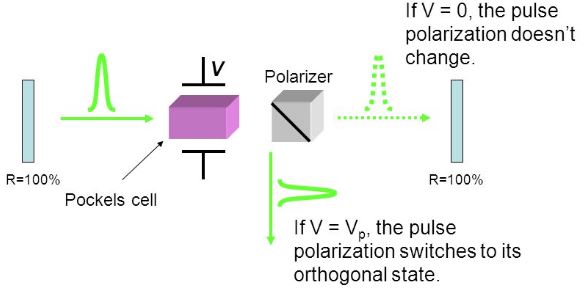 If V = 0, the pulse
polarization doesn't
change.
V
Polarizer
R=100%
Pockels cell
R=100%
If V = Vp, the pulse
polarization switches to its
orthogonal state.